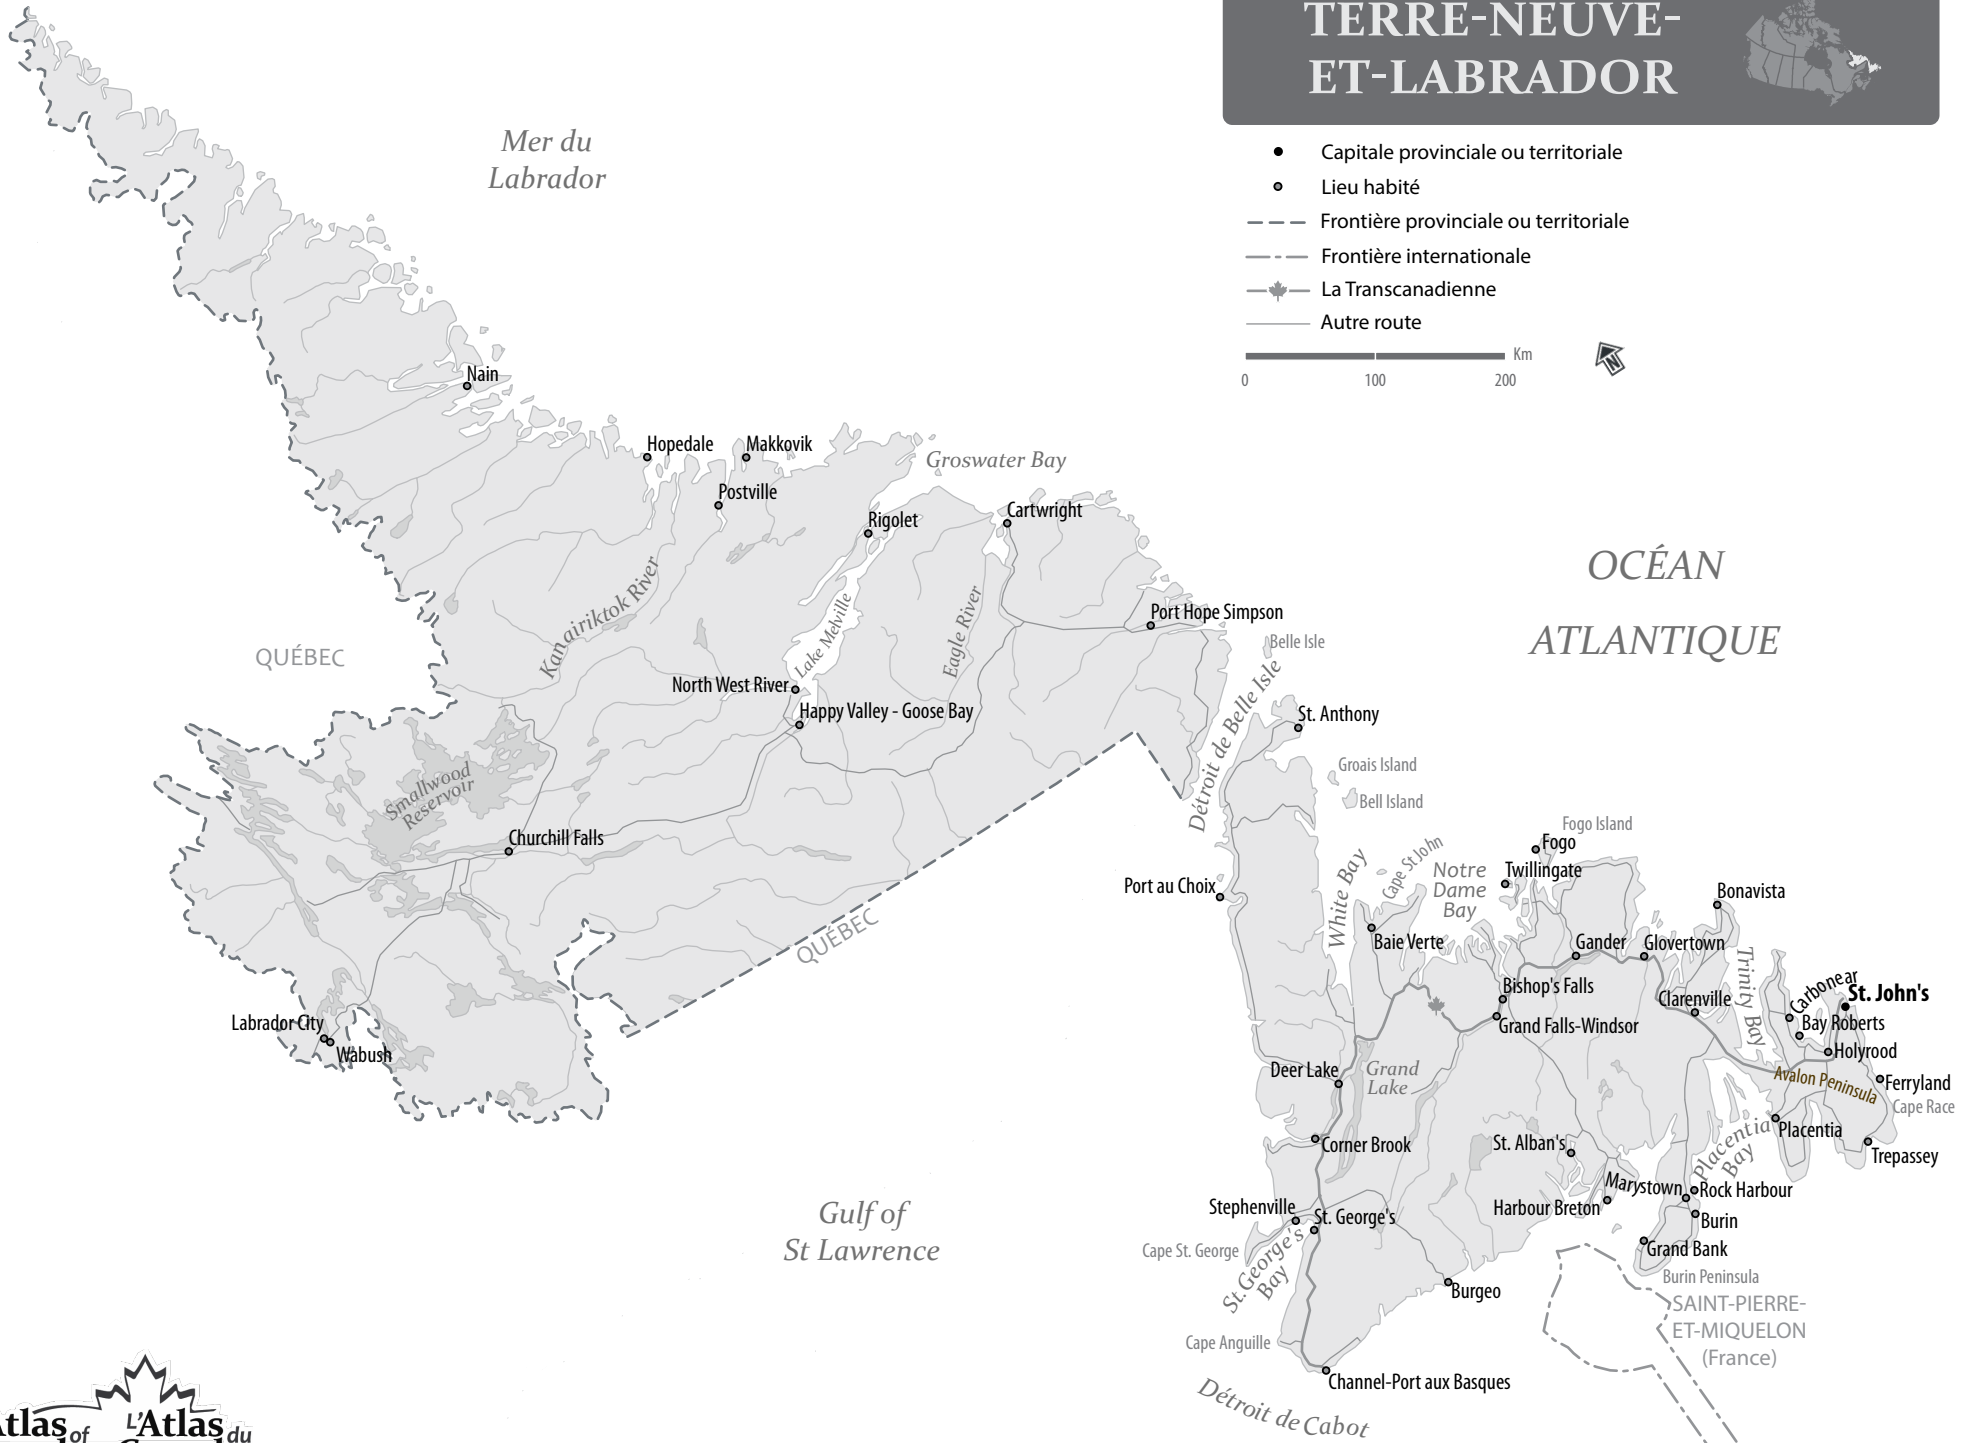 TERRE-NEUVE-
ET-LABRADOR
Capitale provinciale ou territoriale
Lieu habité
Frontière provinciale ou territoriale
Frontière internationale
La Transcanadienne
Autre route
Km
0 100 200
N
Mer du
Labrador
Nain
Hopedale
Makkovik
Postville
Groswater Bay
Rigolet
Cartwright
Kanairiktok River
Lake Melville
Eagle River
Port Hope Simpson
OCÉAN
ATLANTIQUE
QUÉBEC
Belle Isle
North West River
Happy Valley - Goose Bay
Détroit de Belle Isle
St. Anthony
Smallwood
Reservoir
Groais Island
Bell Island
Churchill Falls
Fogo Island
Fogo
Twillingate
Cape St John
Notre
Dame
Bay
White Bay
Port au Choix
Bonavista
QUÉBEC
Baie Verte
Gander
Glovertown
Trinity Bay
Bishop's Falls
Clarenville
Carbonear
St. John's
Labrador City
Wabush
Grand Falls-Windsor
Bay Roberts
Holyrood
Deer Lake
Grand
Lake
Avalon Peninsula
Ferryland
Cape Race
Placentia
Placentia
Bay
Corner Brook
St. Alban's
Trepassey
Marystown
Rock Harbour
Harbour Breton
Burin
Gulf of
St Lawrence
Stephenville
St. George's
Cape St. George
St. George's
Bay
Grand Bank
Burin Peninsula
Burgeo
SAINT-PIERRE-
ET-MIQUELON
(France)
Cape Anguille
Channel-Port aux Basques
Détroit de Cabot
Atlas of L'Atlas du